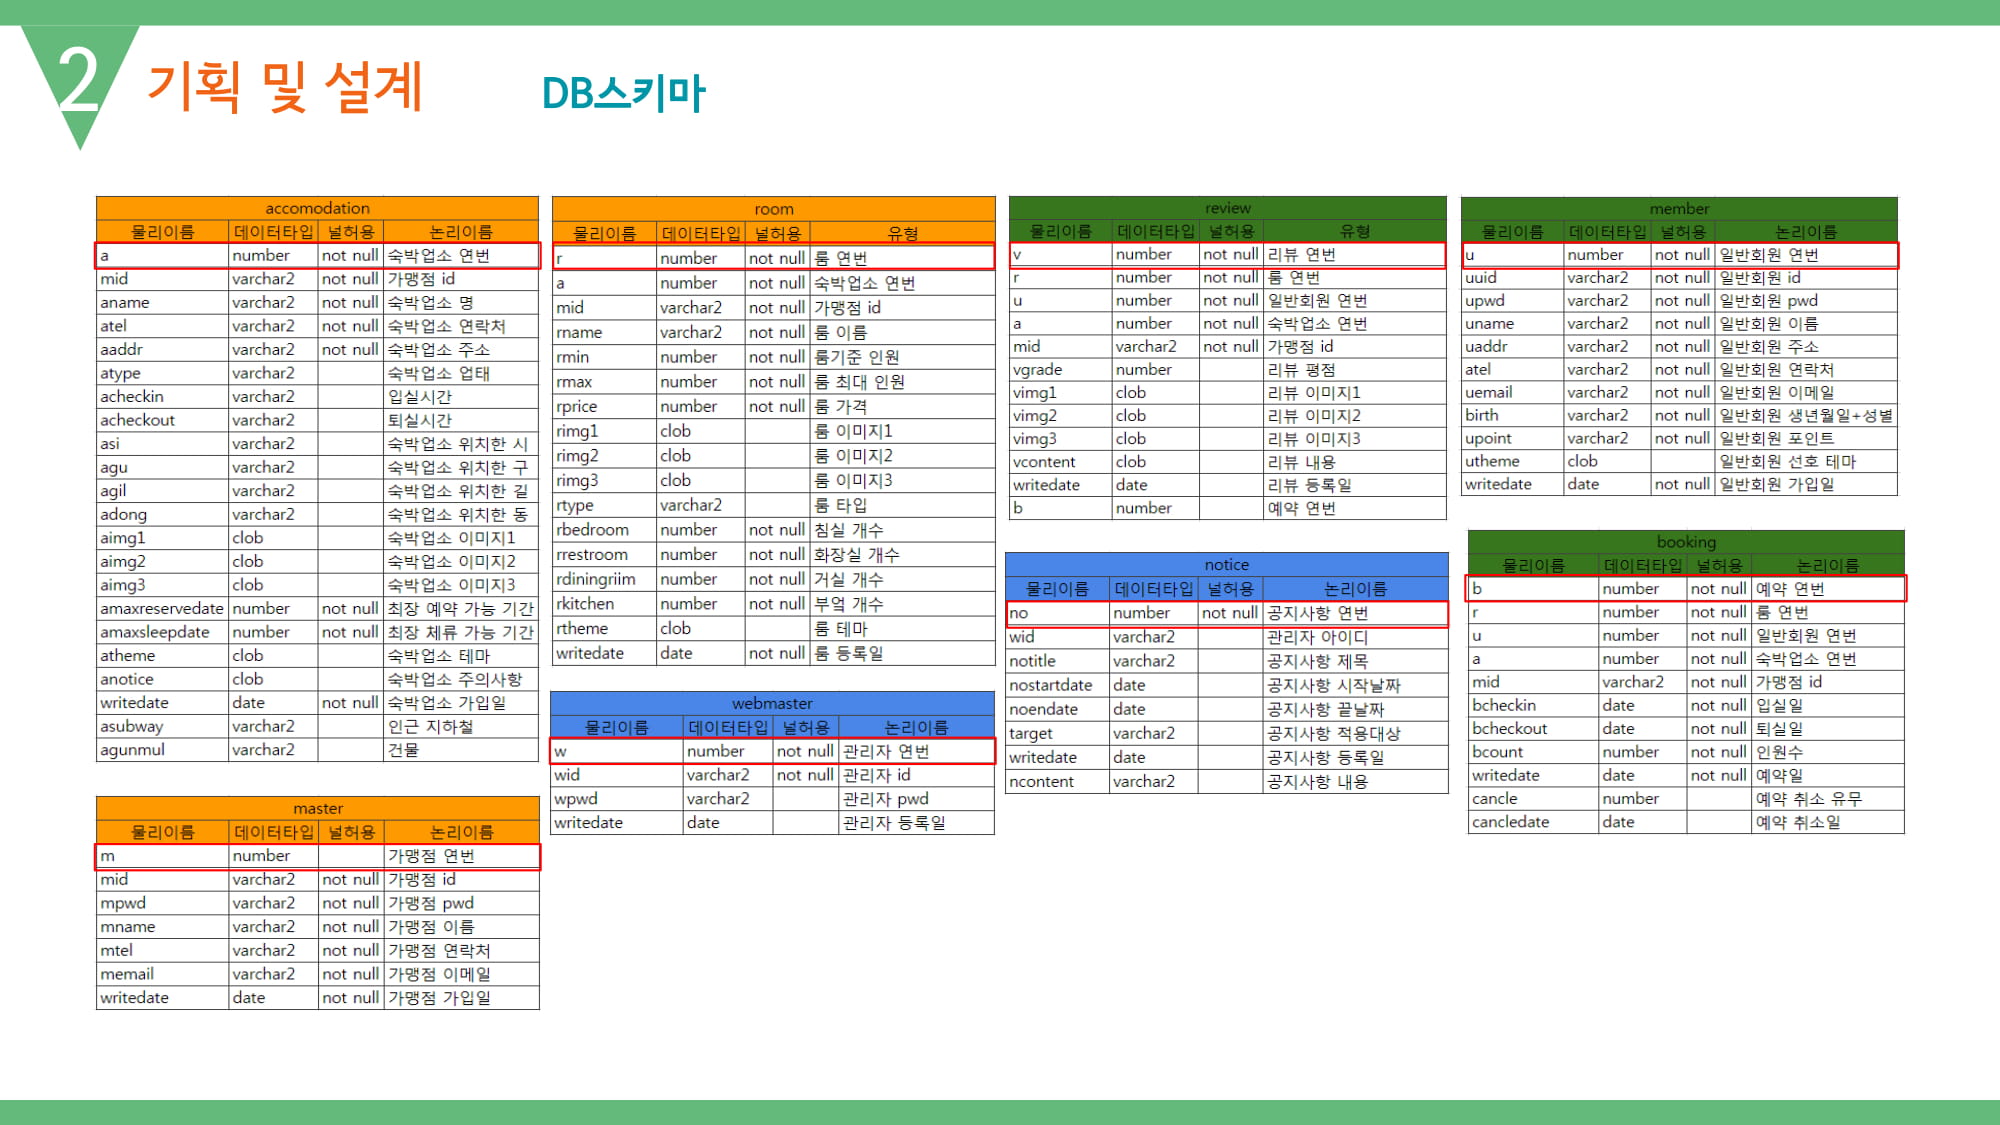 2
기획 및 설계
DB스키마
accomodation
물리이름 데이터타입 널허용 논리이름
a number not null 숙박업소 연번
mid varchar2 not null 가맹점 id
aname varchar2 not null 숙박업소 명
atel varchar2 not null 숙박업소 연락처
aaddr varchar2 not null 숙박업소 주소
atype varchar2 숙박업소 업태
acheckin varchar2 입실시간
acheckout varchar2 퇴실시간
asi varchar2 숙박업소 위치한 시
agu varchar2 숙박업소 위치한 구
agil varchar2 숙박업소 위치한 길
adong varchar2 숙박업소 위치한 동
aimg1 clob 숙박업소 이미지1
aimg2 clob 숙박업소 이미지2
aimg3 clob 숙박업소 이미지3
amaxreservedate number not null 최장 예약 가능 기간
amaxsleepdate number not null 최장 체류 가능 기간
atheme clob 숙박업소 테마
anotice clob 숙박업소 주의사항
writedate date not null 숙박업소 가입일
asubway varchar2 인근 지하철
agunmul varchar2 건물
master
물리이름 데이터타입 널허용 논리이름
m number 가맹점 연번
mid varchar2 not null 가맹점 id
mpwd varchar2 not null 가맹점 pwd
mname varchar2 not null 가맹점 이름
mtel varchar2 not null 가맹점 연락처
memail varchar2 not null 가맹점 이메일
writedate date not null 가맹점 가입일
room
물리이름 데이터타입 널허용 유형
r number not null 룸 연번
a number not null 숙박업소 연번
mid varchar2 not null 가맹점 id
rname varchar2 not null 룸 이름
rmin number not null 룸기준 인원
rmax number not null 룸 최대 인원
rprice number not null 룸 가격
rimg1 clob 룸 이미지1
rimg2 clob 룸 이미지2
rimg3 clob 룸 이미지3
rtype varchar2 룸 타입
rbedroom number not null 침실 개수
rrestroom number not null 화장실 개수
rdiningriim number not null 거실 개수
rkitchen number not null 부엌 개수
rtheme clob 룸 테마
writedate date not null 룸 등록일
webmaster
물리이름 데이터타입 널허용 논리이름
w number not null 관리자 연번
wid varchar2 not null 관리자 id
wpwd varchar2 관리자 pwd
writedate date 관리자 등록일
review
물리이름 데이터타입 널허용 유형
v number not null 리뷰 연번
r number not null 룸 연번
u number not null 일반회원 연번
a number not null 숙박업소 연번
mid varchar2 not null 가맹점 id
vgrade number 리뷰 평점
vimg1 clob 리뷰 이미지1
vimg2 clob 리뷰 이미지2
vimg3 clob 리뷰 이미지3
vcontent clob 리뷰 내용
writedate date 리뷰 등록일
b number 예약 연번
notice
물리이름 데이터타입 널허용 논리이름
no number not null 공지사항 연번
wid varchar2 관리자 아이디
notitle varchar2 공지사항 제목
nostartdate date 공지사항 시작날짜
noendate date 공지사항 끝날짜
target varchar2 공지사항 적용대상
writedate date 공지사항 등록일
ncontent varchar2 공지사항 내용
member
물리이름 데이터타입 널허용 논리이름
u number not null 일반회원 연번
uuid varchar2 not null 일반회원 id
upwd varchar2 not null 일반회원 pwd
uname varchar2 not null 일반회원 이름
uaddr varchar2 not null 일반회원 주소
atel varchar2 not null 일반회원 연락처
uemail varchar2 not null 일반회원 이메일
birth varchar2 not null 일반회원 생년월일+성별
upoint varchar2 not null 일반회원 포인트
utheme clob 일반회원 선호 테마
writedate date not null 일반회원 가입일
booking
물리이름 데이터타입 널허용 논리이름
b number not null 예약 연번
r number not null 룸 연번
u number not null 일반회원 연번
a number not null 숙박업소 연번
mid varchar2 not null 가맹점 id
bcheckin date not null 입실일
bcheckout date not null 퇴실일
bcount number not null 인원수
writedate date not null 예약일
cancle number 예약 취소 유무
cancledate date 예약 취소일